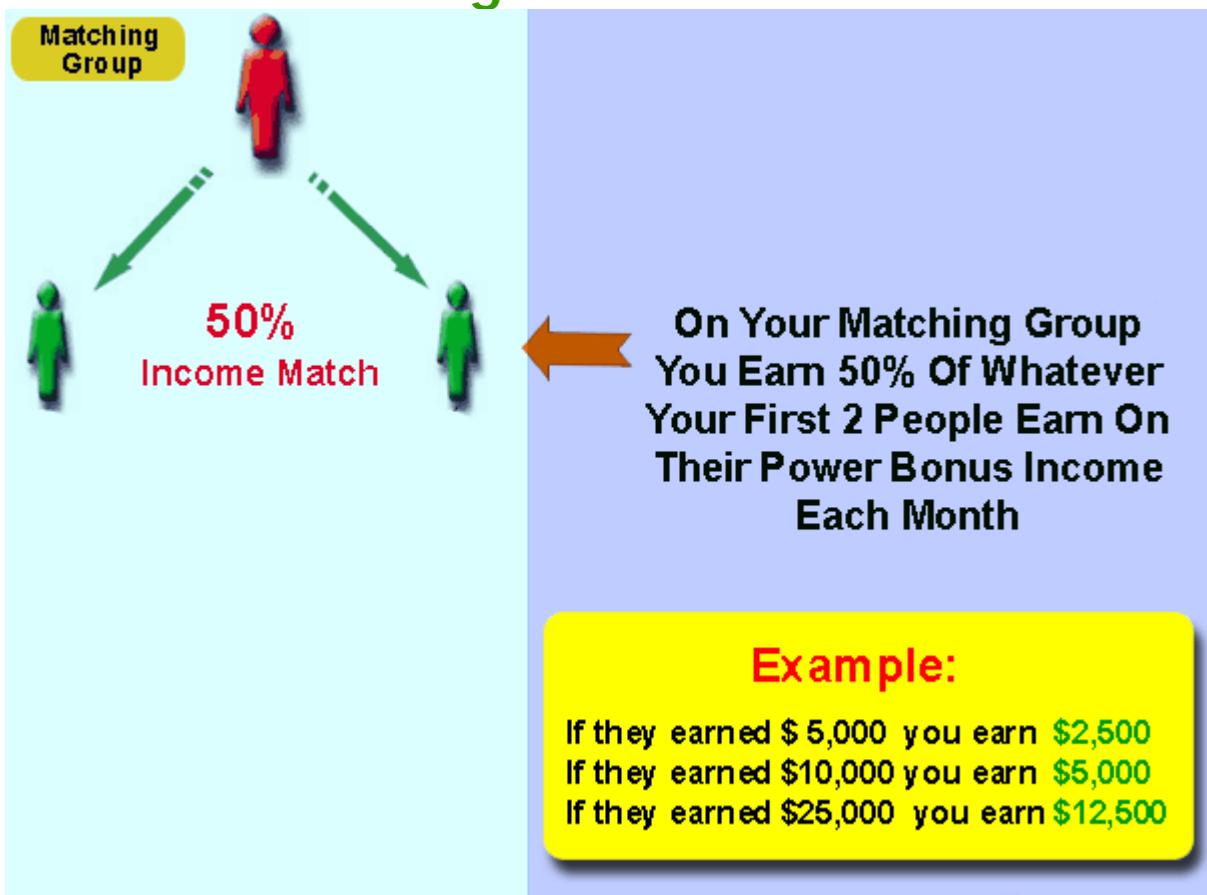 Matching
Group
50%
Income Match
On Your Matching Group
You Earn 50% Of Whatever
Your First 2 People Earn On
Their Power Bonus Income
Each Month
Example:
If they earned $ 5,000 you earn $2,500
If they earned $10,000 you earn $5,000
If they earned $25,000 you earn $12,500